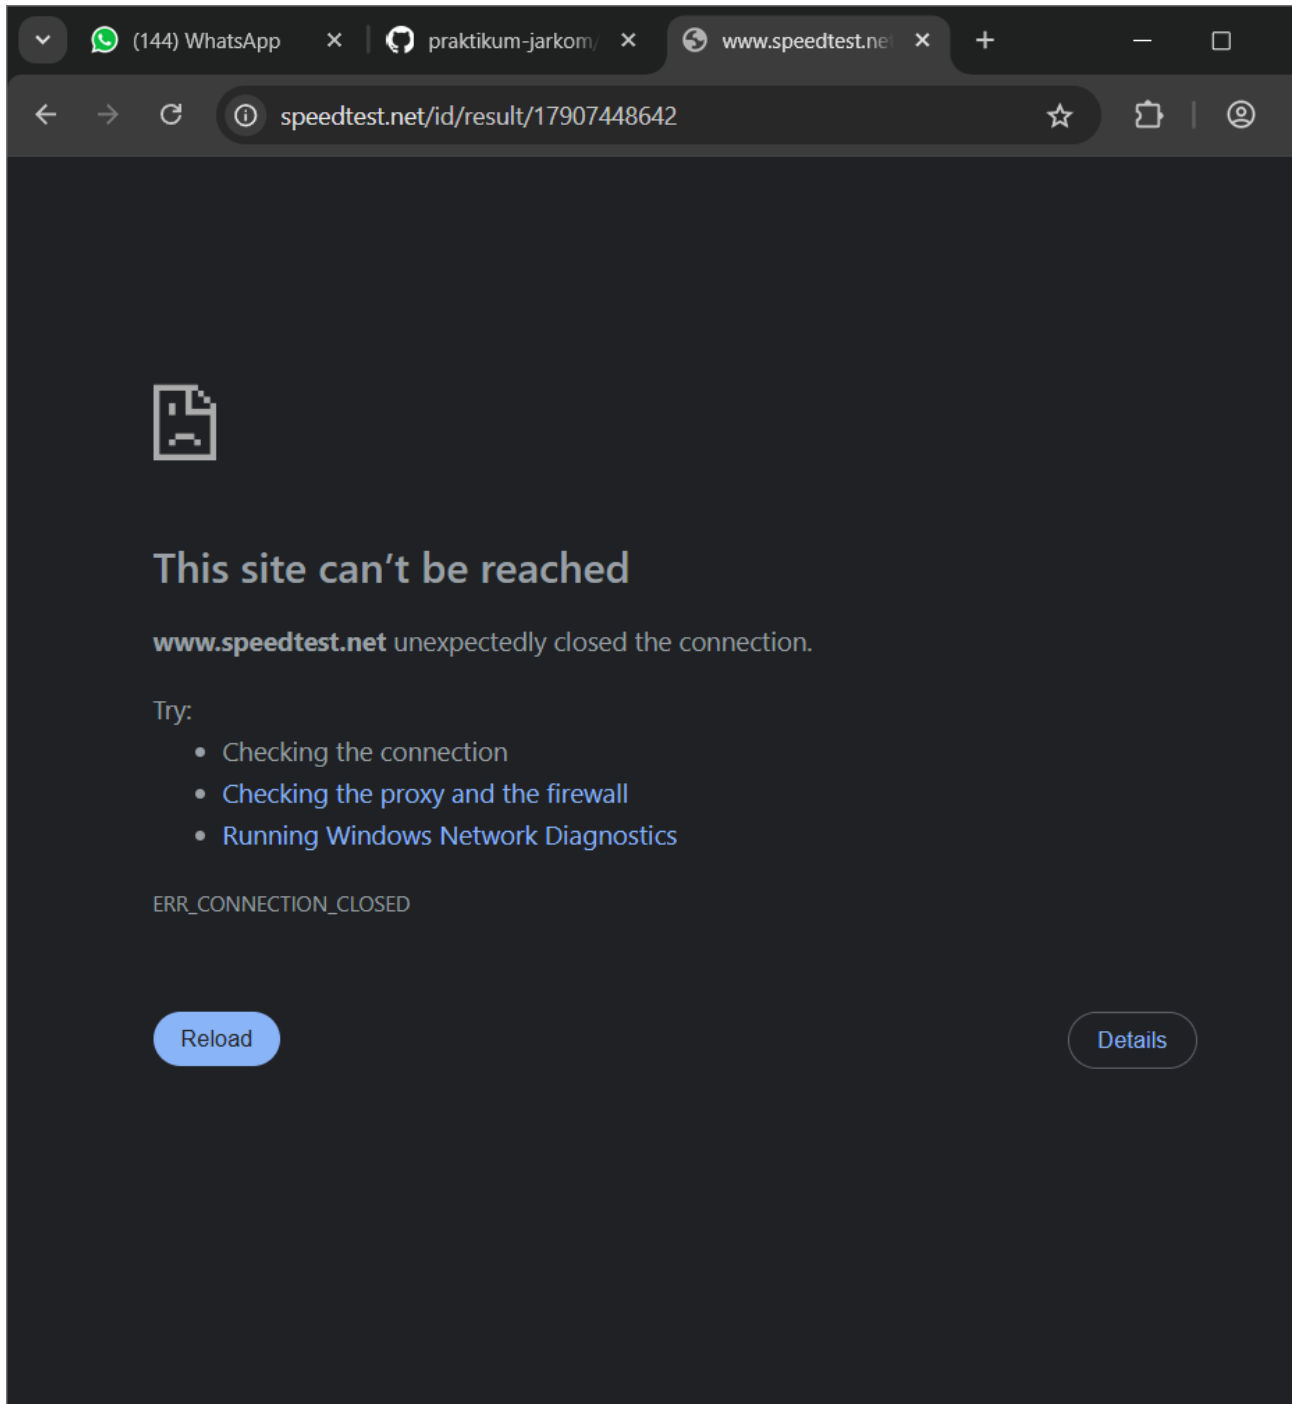 (144) WhatsApp
praktikum-jarkom/
www.speedtest.net
speedtest.net/id/result/17907448642
This site can’t be reached
www.speedtest.net unexpectedly closed the connection.
Try:
Checking the connection
Checking the proxy and the firewall
Running Windows Network Diagnostics
ERR_CONNECTION_CLOSED
Reload
Details